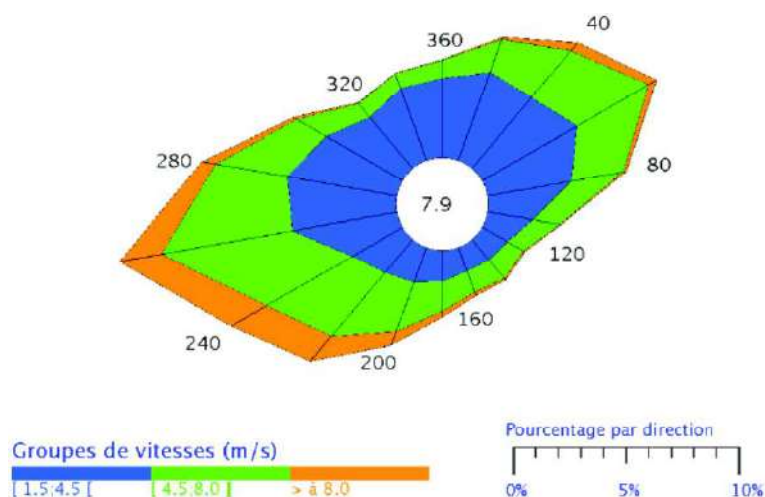 360
40
320
280
80
7.9
120
160
240
200
Groupes de vitesses (m/s)
[ 1.5;4.5 [
[ 4.5;8.0 ]
> à 8.0
Pourcentage par direction
0%
5%
10%